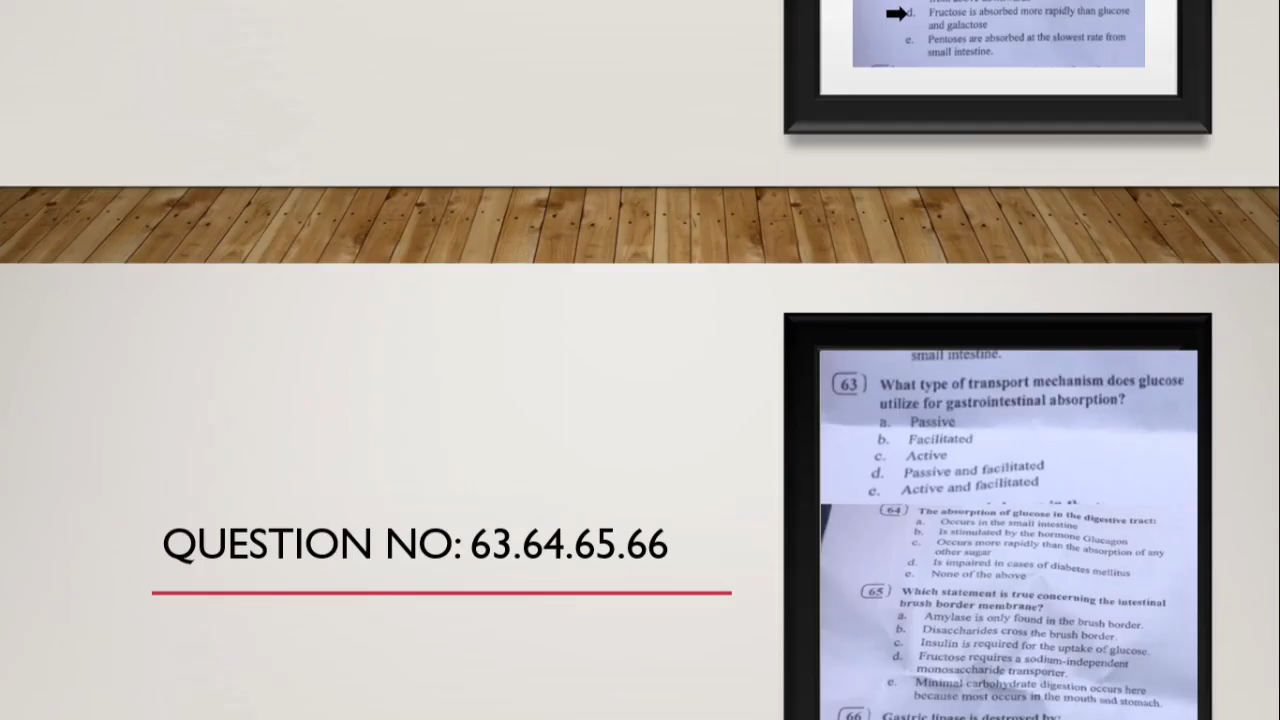 d. Fructose is absorbed more rapidly than glucose
and galactose
e. Pentoses are absorbed at the slowest rate from
small intestine.
QUESTION NO: 63.64.65.66
small intestine.
63 What type of transport mechanism does glucose
utilize for gastrointestinal absorption?
a. Passive
b. Facilitated
c. Active
d. Passive and facilitated
e. Active and facilitated
64 The absorption of glucose in the digestive tract:
a. Occurs in the small intestine
b. Is stimulated by the hormone Glucagon
c. Occurs more rapidly than the absorption of any
other sugar
d. Is impaired in cases of diabetes mellitus
e. None of the above
65 Which statement is true concerning the intestinal
brush border membrane?
a. Amylase is only found in the brush border.
b. Disaccharides cross the brush border.
c. Insulin is required for the uptake of glucose.
d. Fructose requires a sodium-independent
monosaccharide transporter.
e. Minimal carbohydrate digestion occurs here
because most occurs in the mouth and stomach.
66 Gastric lipase is destroyed by: